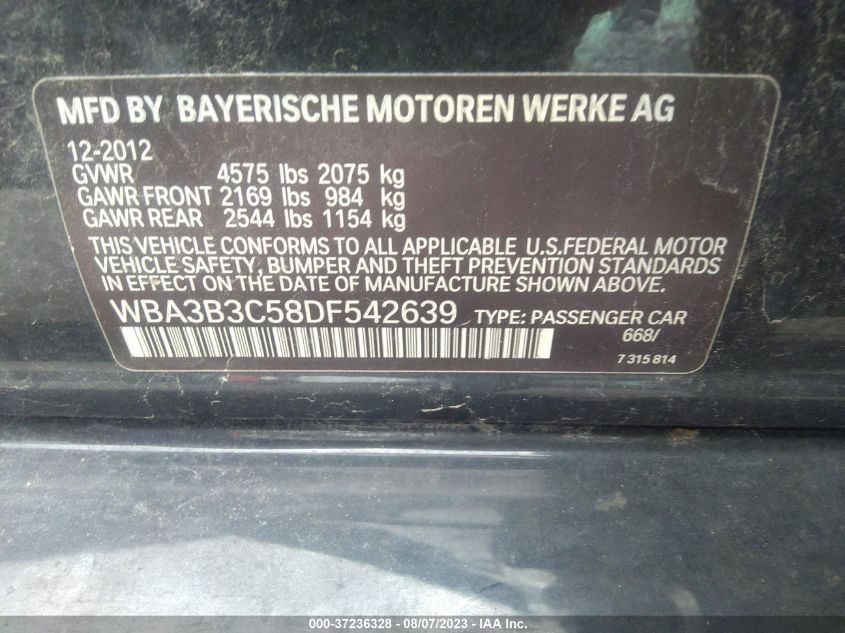 MFD BY BAYERISCHE MOTOREN WERKE AG
12-2012
GVWR 4575 lbs 2075 kg
GAWR FRONT 2169 lbs 984 kg
GAWR REAR 2544 lbs 1154 kg
THIS VEHICLE CONFORMS TO ALL APPLICABLE U.S.FEDERAL MOTOR
VEHICLE SAFETY, BUMPER AND THEFT PREVENTION STANDARDS
IN EFFECT ON THE DATE OF MANUFACTURE SHOWN ABOVE.
WBA3B3C58DF542639 TYPE: PASSENGER CAR
668/
7 315 814
000-37236328 - 08/07/2023 - IAA Inc.